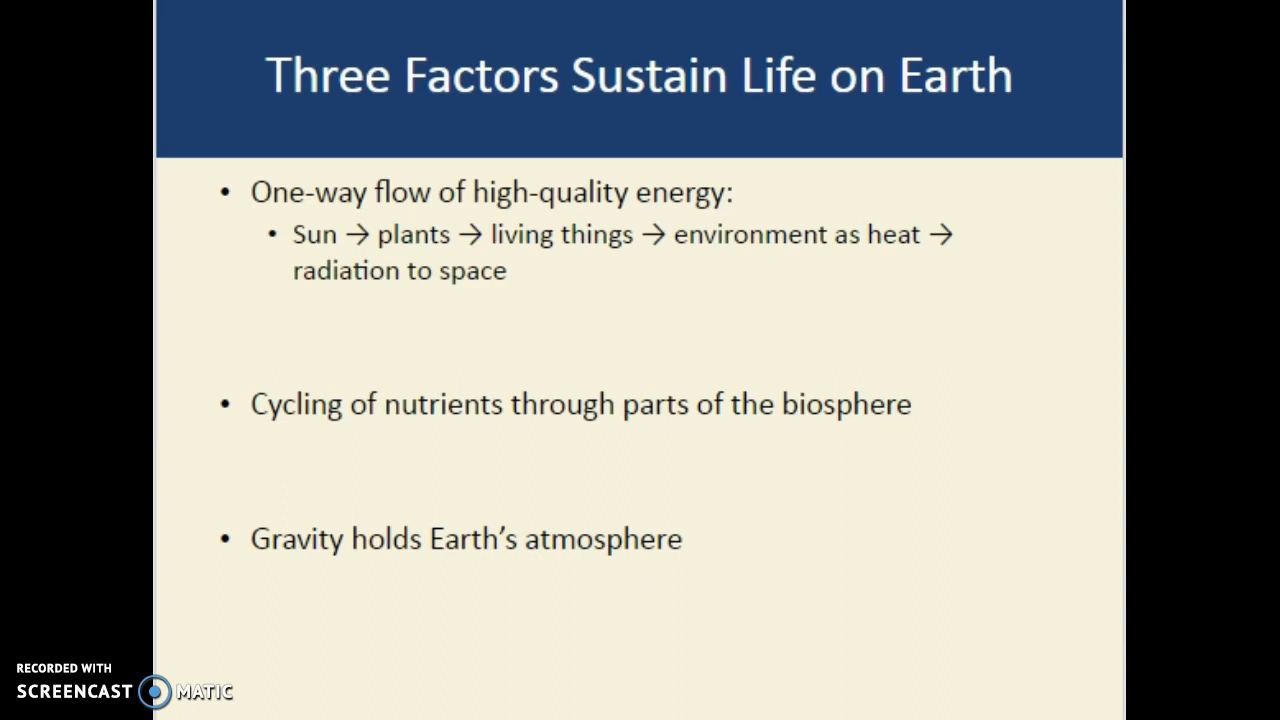 Three Factors Sustain Life on Earth
• One-way flow of high-quality energy:
• Sun → plants → living things → environment as heat →
radiation to space
• Cycling of nutrients through parts of the biosphere
• Gravity holds Earth’s atmosphere
RECORDED WITH
SCREENCAST MATIC